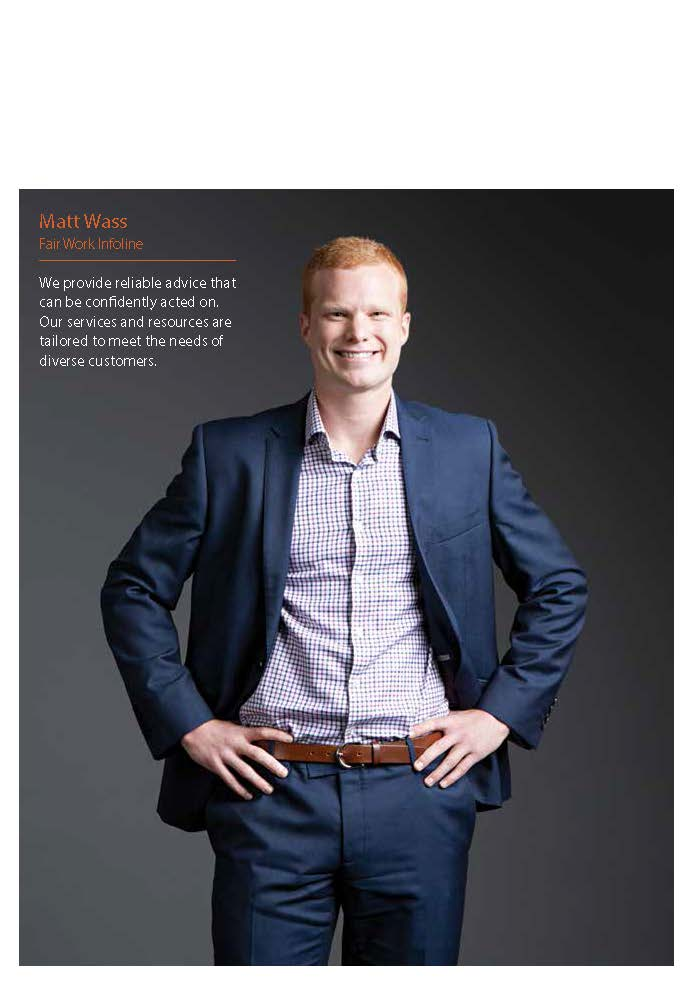 Matt Wass
Fair Work Infoline
We provide reliable advice that
can be confidently acted on.
Our services and resources are
tailored to meet the needs of
diverse customers.